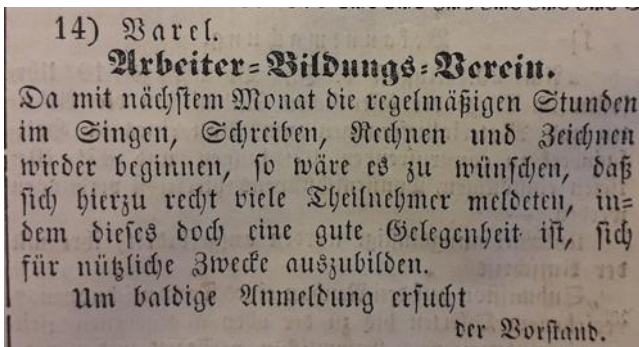 14) Varel.
Arbeiter=Bildungs=Verein.
Da mit nächstem Monat die regelmäßigen Stunden
im Singen, Schreiben, Rechnen und Zeichnen
wieder beginnen, so wäre es zu wünschen, daß
sich hierzu recht viele Theilnehmer meldeten, in=
dem dieses doch eine gute Gelegenheit ist, sich
für nützliche Zwecke auszubilden.
Um baldige Anmeldung ersucht
der Vorstand.